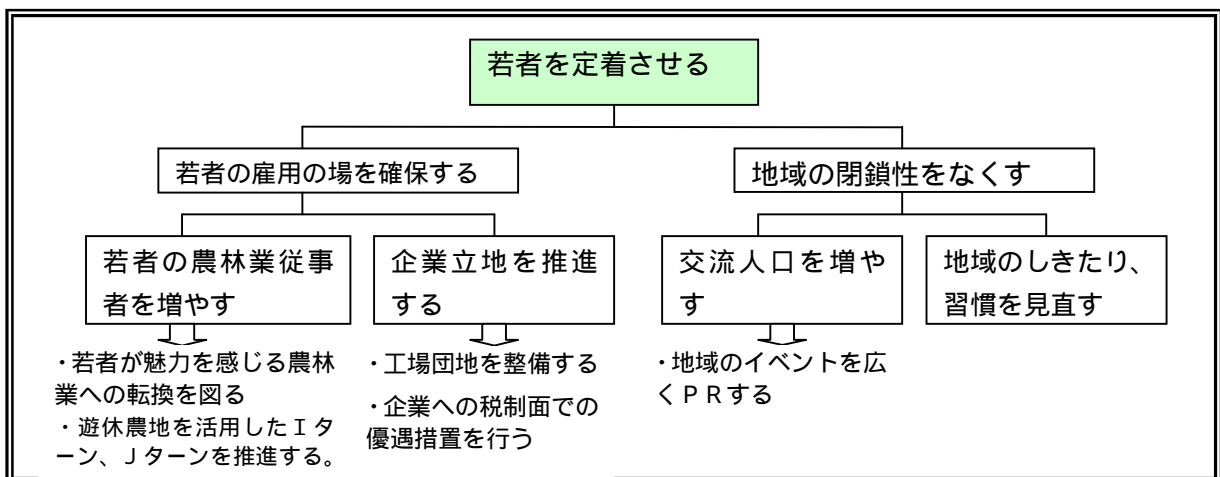 若者を定着させる
若者の雇用の場を確保する
地域の閉鎖性をなくす
若者の農林業従事
者を増やす
企業立地を推進
する
交流人口を増や
す
地域のしきたり、
習慣を見直す
・若者が魅力を感じる農林
業への転換を図る
・遊休農地を活用したＩタ
ーン、Ｊターンを推進する。
・工場団地を整備する
・企業への税制面での
優遇措置を行う
・地域のイベントを広
くＰＲする